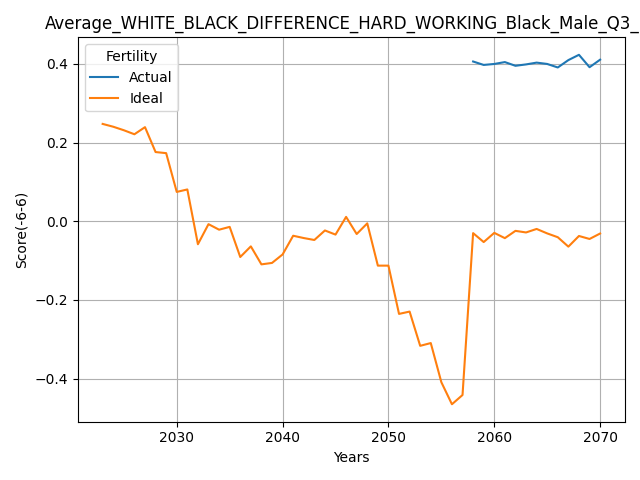 Average_WHITE_BLACK_DIFFERENCE_HARD_WORKING_Black_Male_Q3_
Fertility
Actual
Ideal
0.4
0.2
0.0
−0.2
−0.4
Score(-6-6)
2030 2040 2050 2060 2070
Years